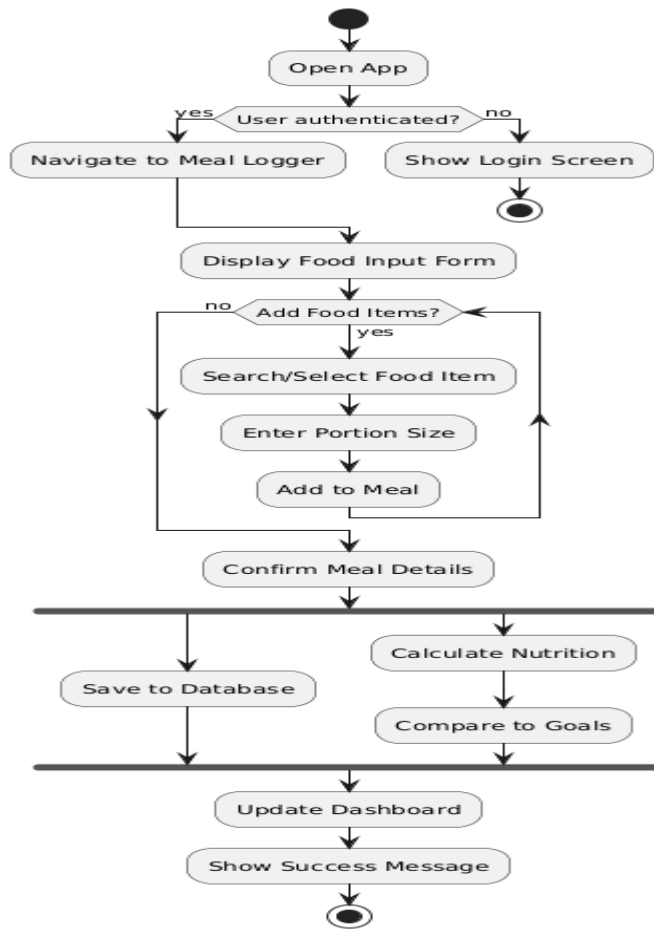 Open App
yes
User authenticated?
no
Navigate to Meal Logger
Show Login Screen
Display Food Input Form
no
Add Food Items?
yes
Search/Select Food Item
Enter Portion Size
Add to Meal
Confirm Meal Details
Calculate Nutrition
Save to Database
Compare to Goals
Update Dashboard
Show Success Message